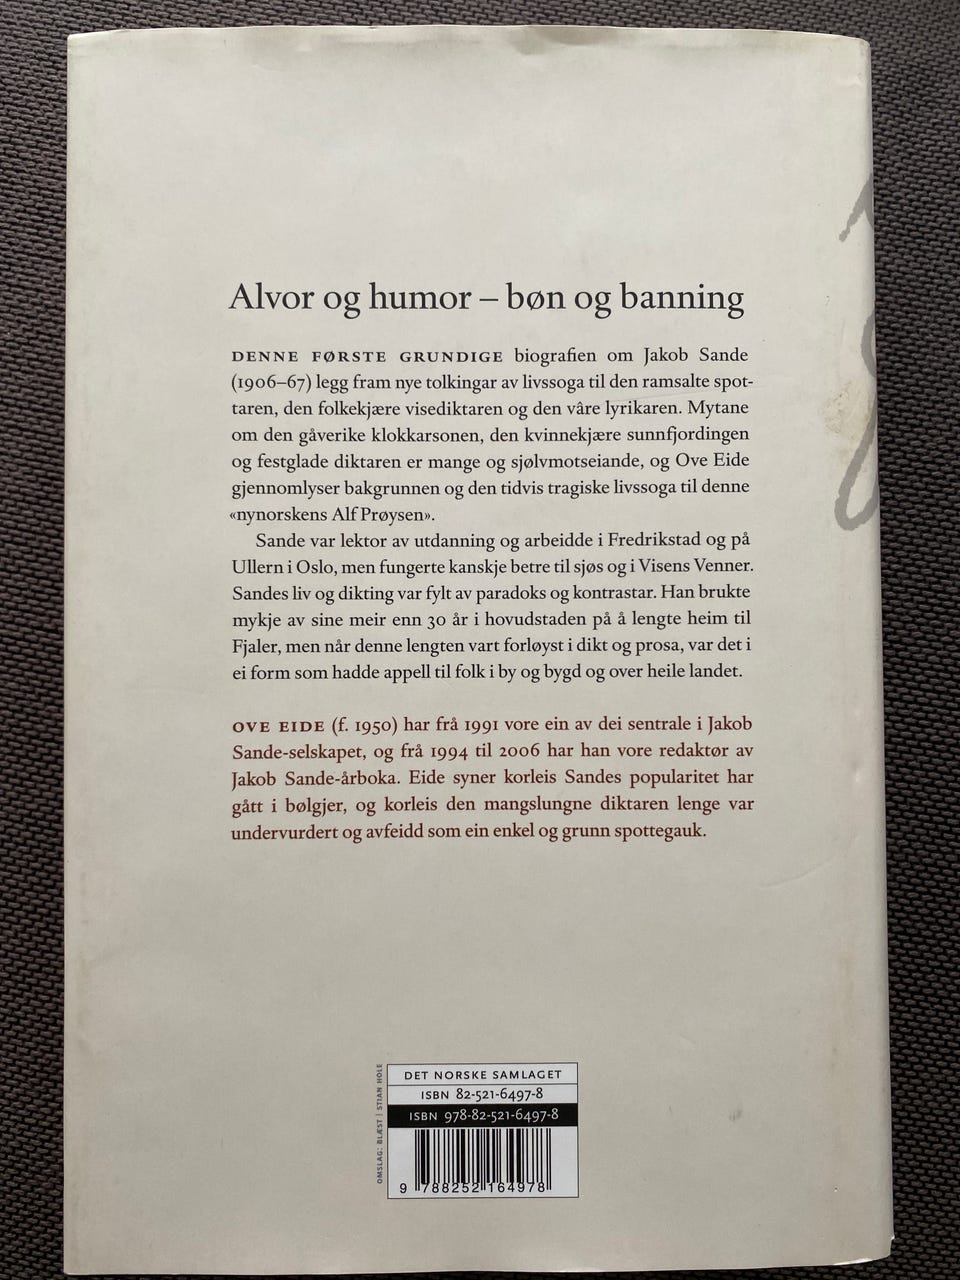 Alvor og humor – bøn og banning
DENNE FØRSTE GRUNDIGE biografien om Jakob Sande
(1906–67) legg fram nye tolkingar av livssoga til den ramsalte spot-
taren, den folkekjære visediktaren og den våre lyrikaren. Mytane
om den gåverike klokkarsonen, den kvinnekjære sunnfjordingen
og festglade diktaren er mange og sjølvmotseiande, og Ove Eide
gjennomlyser bakgrunnen og den tidvis tragiske livssoga til denne
«nynorskens Alf Prøysen».
Sande var lektor av utdanning og arbeidde i Fredrikstad og på
Ullern i Oslo, men fungerte kanskje betre til sjøs og i Visens Venner.
Sandes liv og dikting var fylt av paradoks og kontrastar. Han brukte
mykje av sine meir enn 30 år i hovudstaden på å lengte heim til
Fjaler, men når denne lengten vart forløyst i dikt og prosa, var det i
ei form som hadde appell til folk i by og bygd og over heile landet.
OVE EIDE (f. 1950) har frå 1991 vore ein av dei sentrale i Jakob
Sande-selskapet, og frå 1994 til 2006 har han vore redaktør av
Jakob Sande-årboka. Eide syner korleis Sandes popularitet har
gått i bølgjer, og korleis den mangslungne diktaren lenge var
undervurdert og avfeidd som ein enkel og grunn spottegauk.
OMSLAG: BLÆST | STIAN HOLE
DET NORSKE SAMLAGET
ISBN 82-521-6497-8
ISBN 978-82-521-6497-8
9 788252 164978